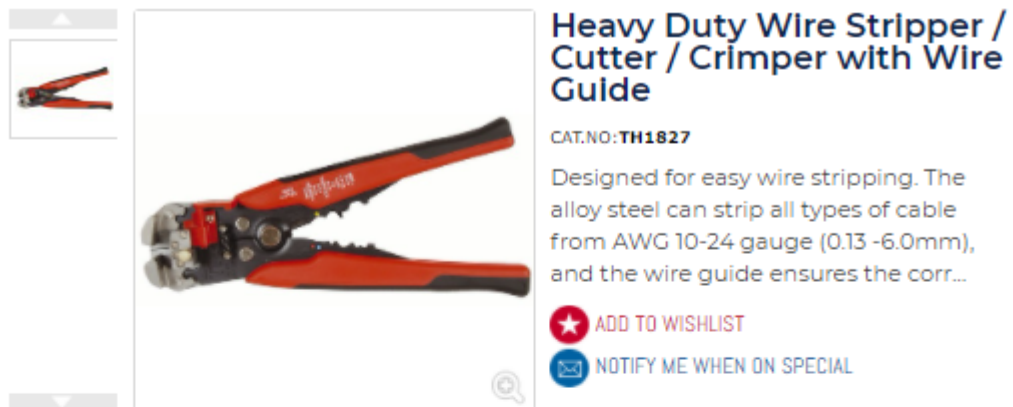 Heavy Duty Wire Stripper /
Cutter / Crimper with Wire
Guide
CAT.NO: TH1827
Designed for easy wire stripping. The
alloy steel can strip all types of cable
from AWG 10-24 gauge (0.13 -6.0mm),
and the wire guide ensures the corr...
ADD TO WISHLIST
NOTIFY ME WHEN ON SPECIAL